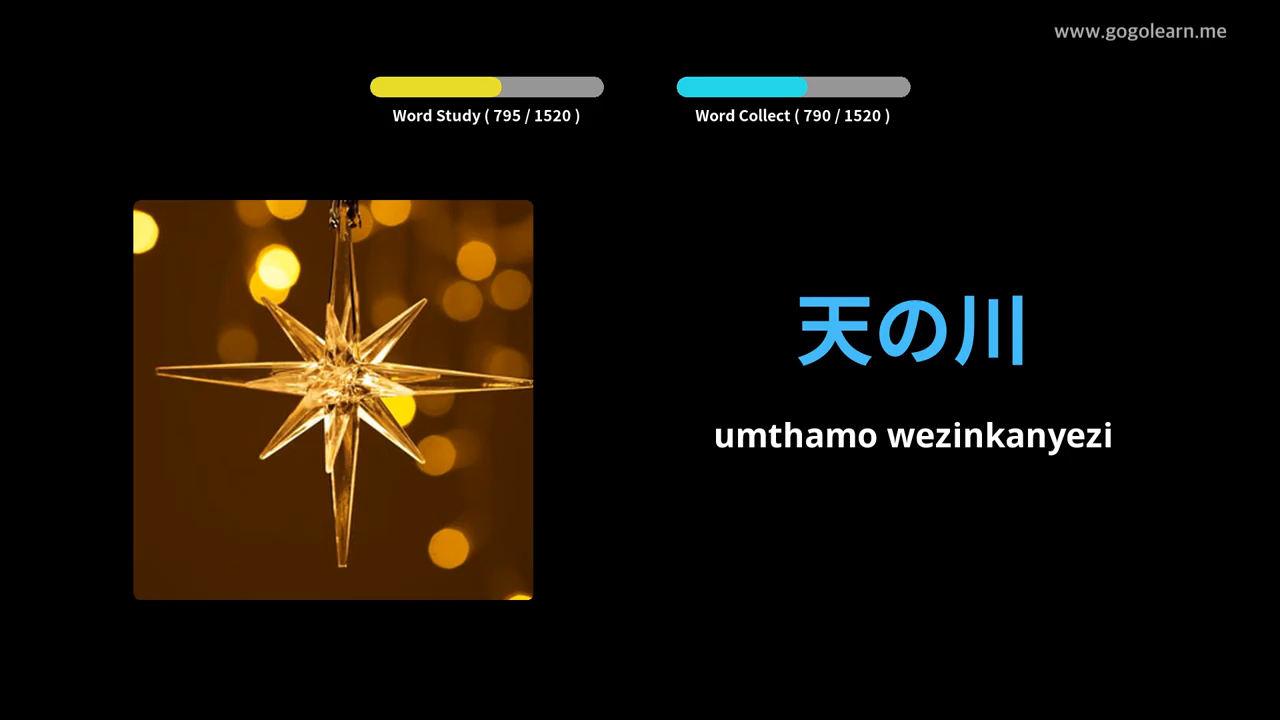 www.gogolearn.me
Word Study ( 795 / 1520 )
Word Collect ( 790 / 1520 )
天の川
umthamo wezinkanyezi